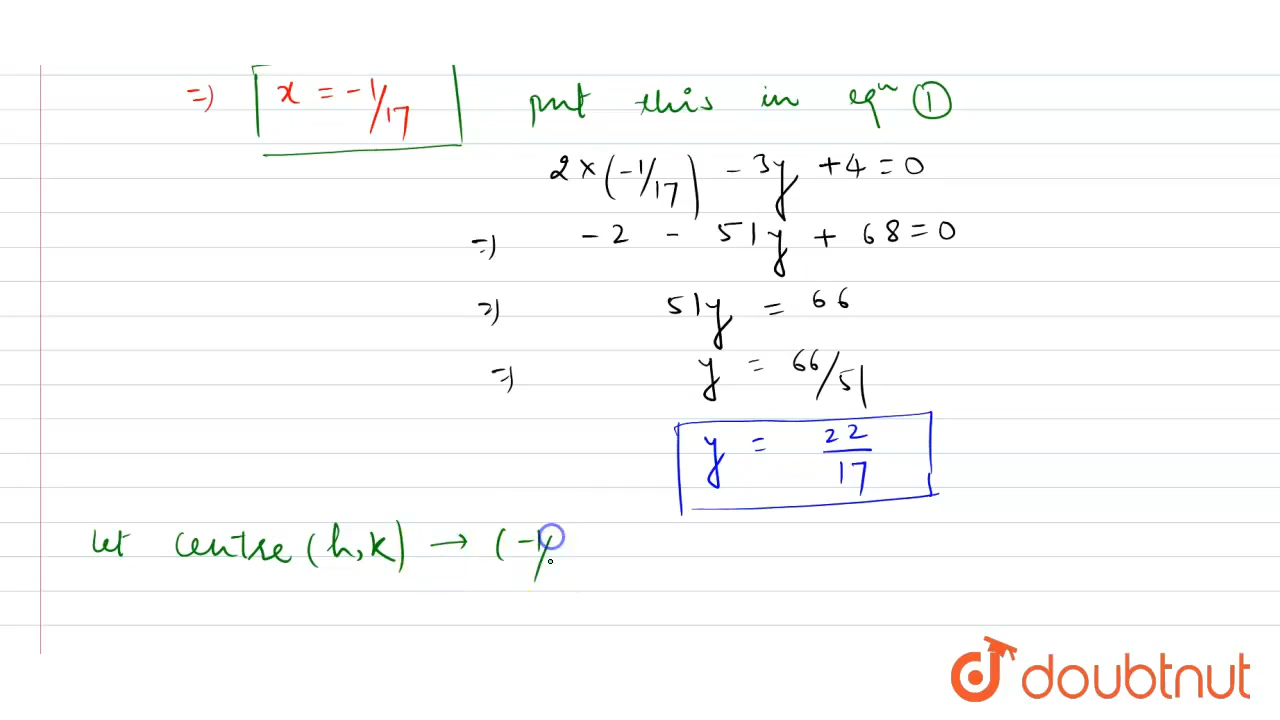 => x = -1/17 put this in eqⁿ ①
2×(-1/17) - 3y + 4 = 0
=> -2 - 51y + 68 = 0
=> 51y = 66
=> y = 66/51
y = 22/17
let centre (h,k) → (-1/
doubtnut